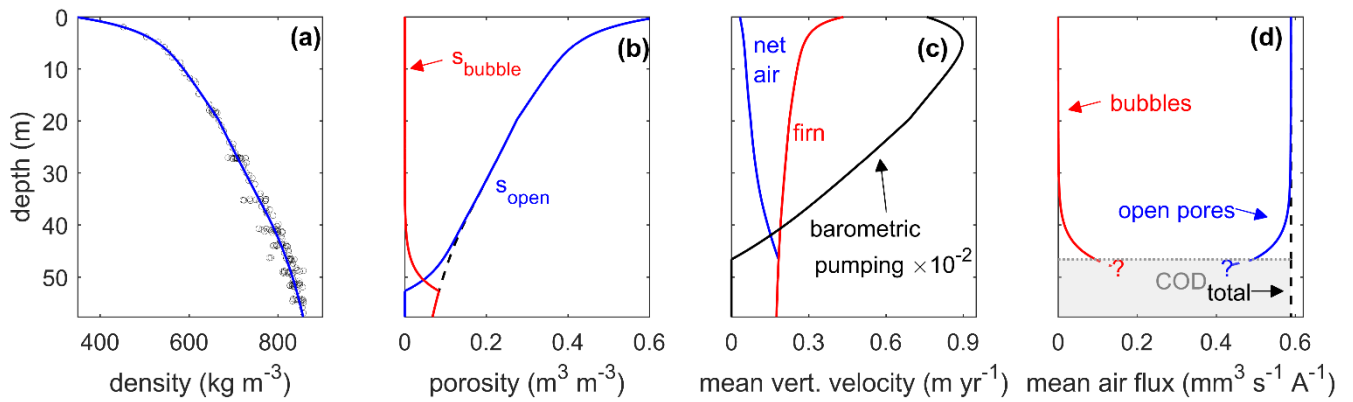 (a)
(b)
(c)
(d)
0
10
20
30
40
50
depth (m)
400 600 800
density (kg m⁻³)
s_bubble
s_open
0 0.2 0.4 0.6
porosity (m³ m⁻³)
net
air
firn
barometric
pumping ×10⁻²
0 0.3 0.6 0.9
mean vert. velocity (m yr⁻¹)
bubbles
open pores
? ?
COD
total
0 0.2 0.4 0.6
mean air flux (mm³ s⁻¹ A⁻¹)